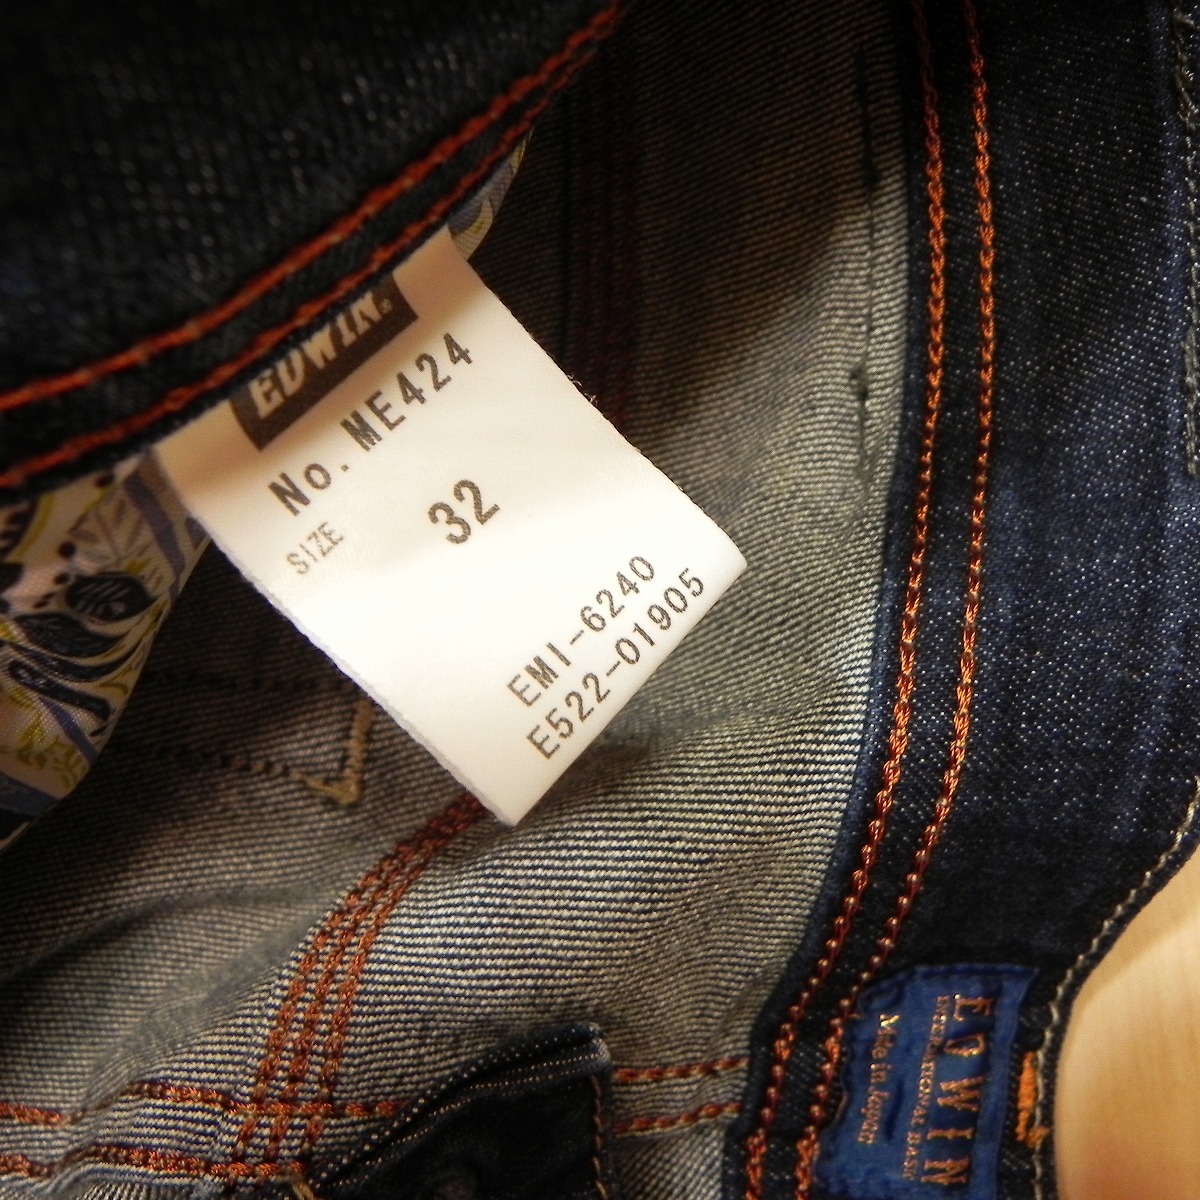 EDWIN®
No. ME424
SIZE 32
EMI-6240
E522-01905
EDWIN
Made in Japan